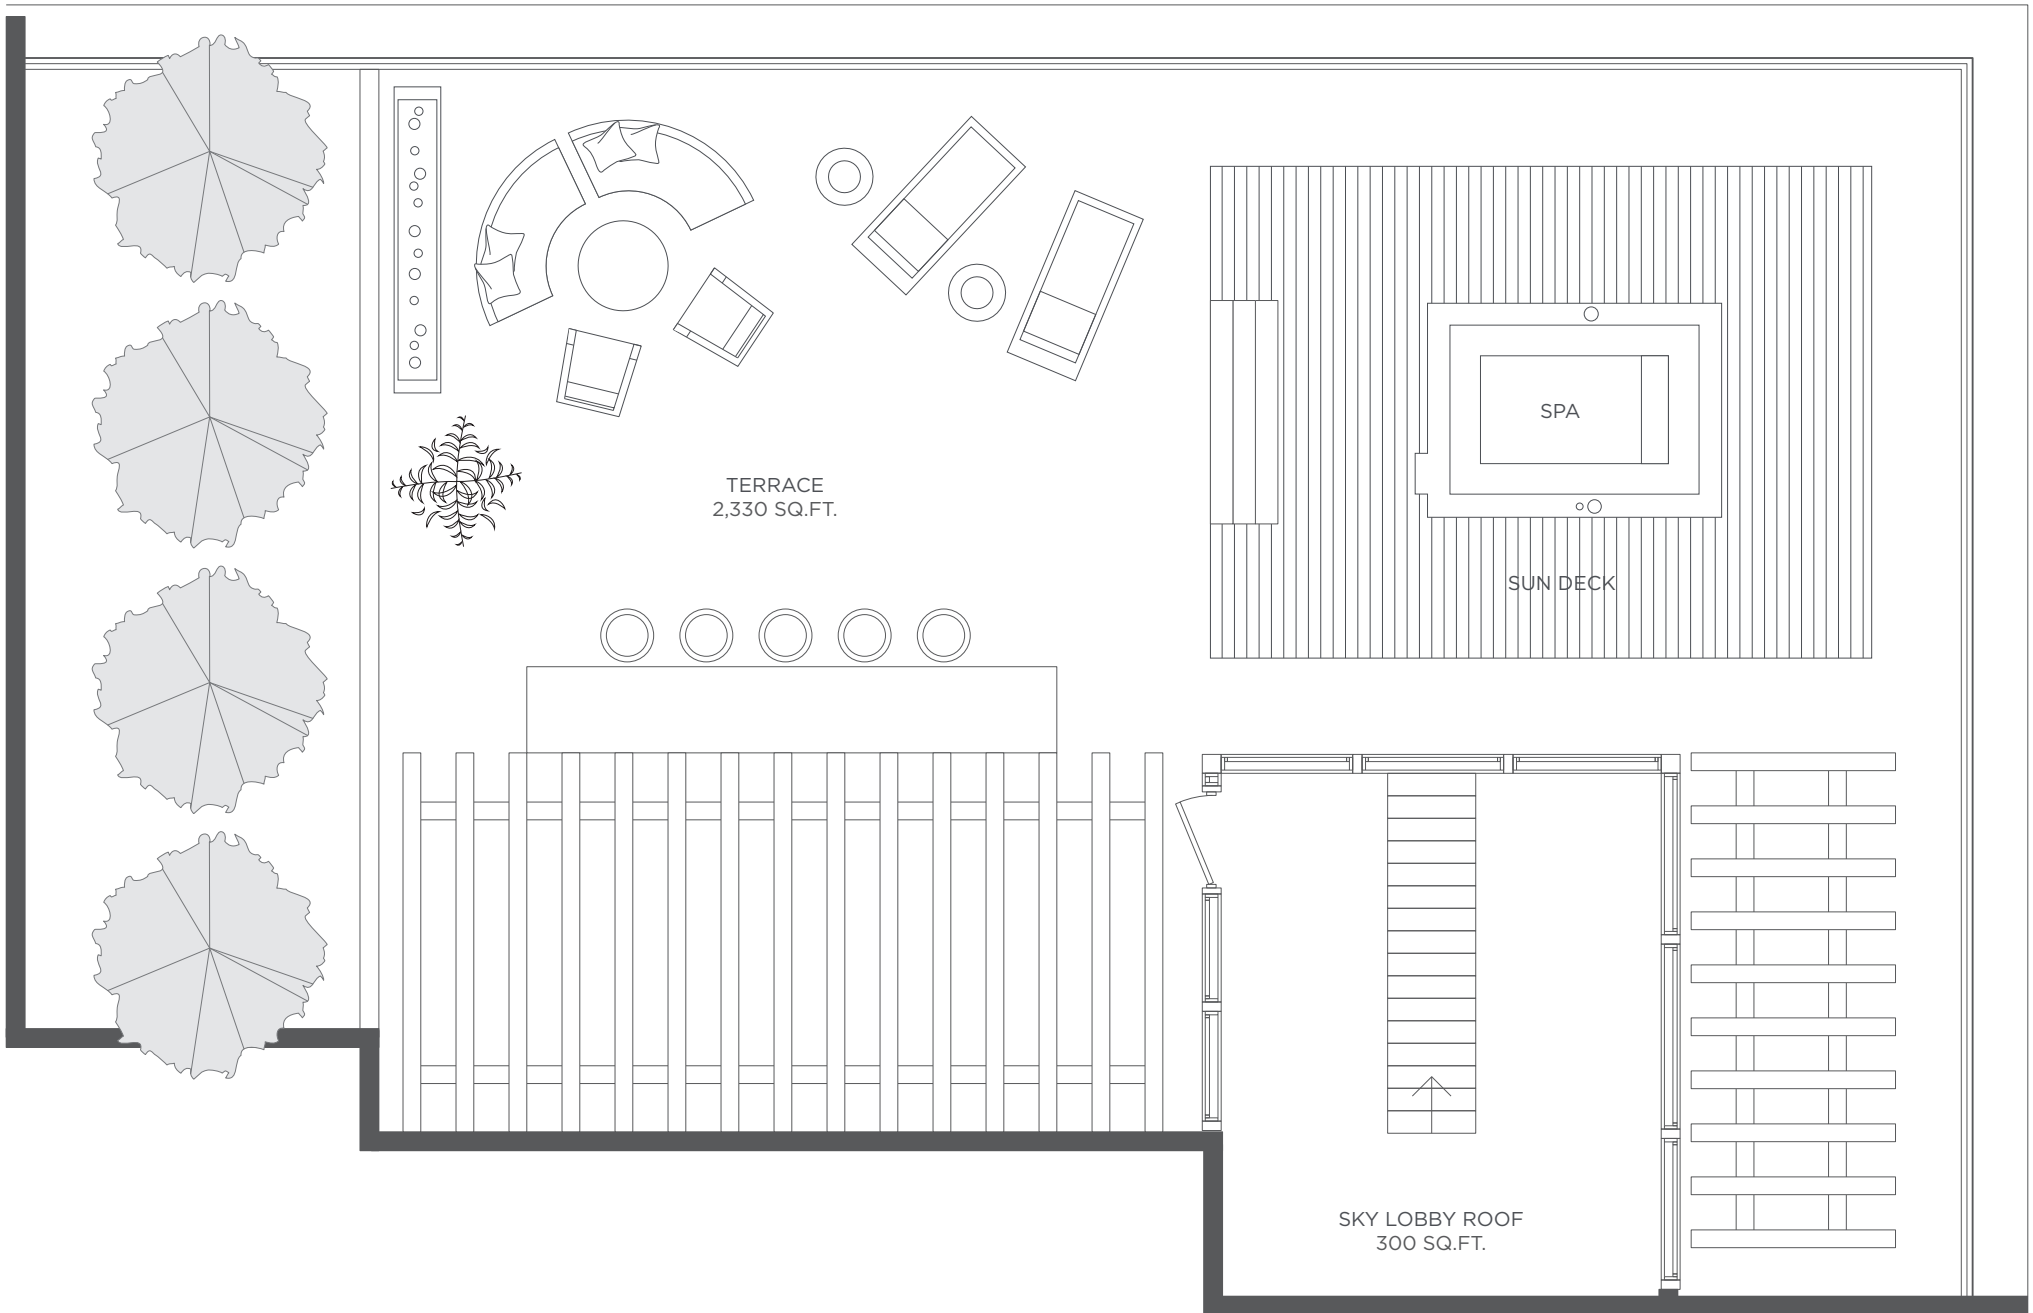 SPA
TERRACE
2,330 SQ.FT.
SUN DECK
SKY LOBBY ROOF
300 SQ.FT.